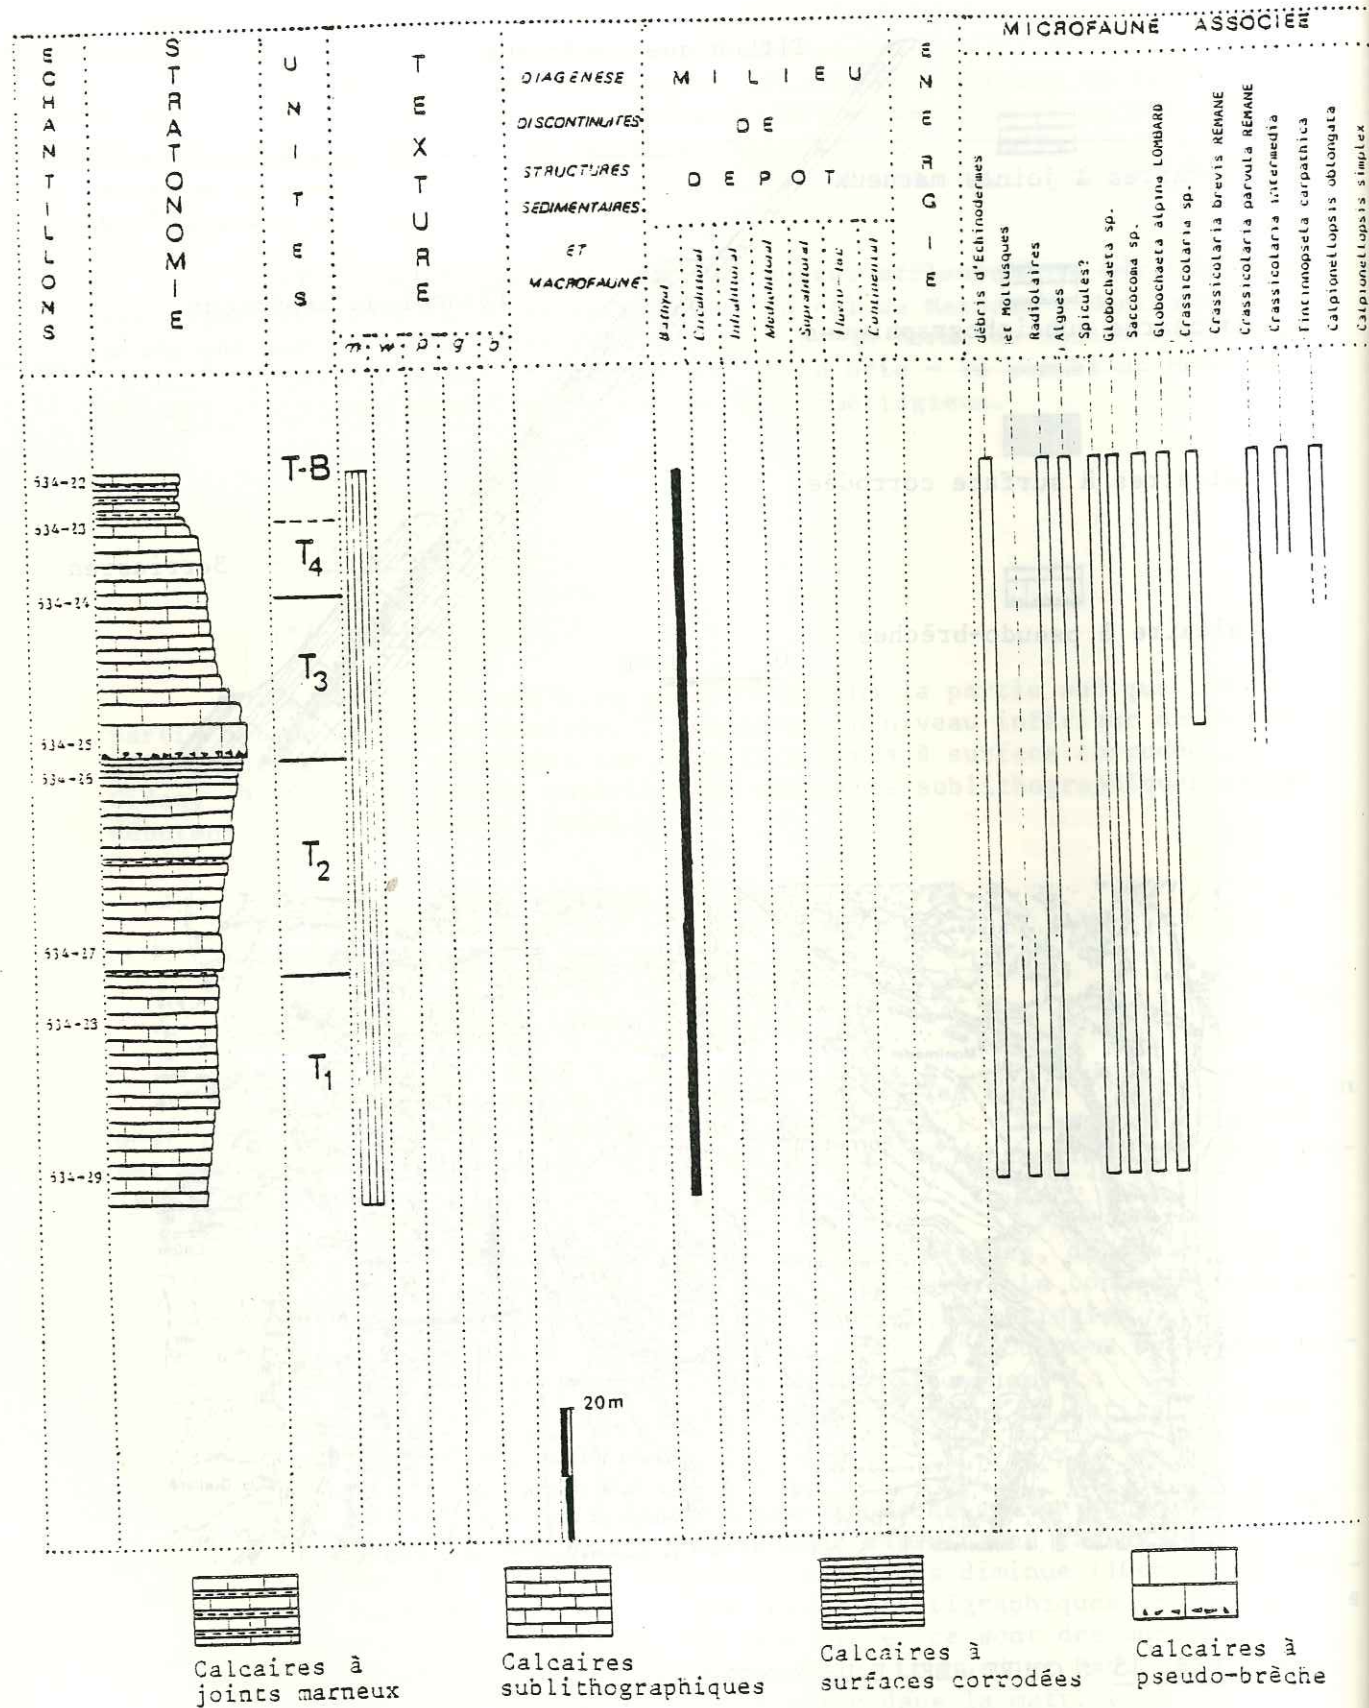 MICROFAUNE ASSOCIEE
ECHANTILLONS
STRATONOMIE
UNITES
TEXTURE
DIAGENESE
DISCONTINUITES
STRUCTURES
SEDIMENTAIRES
ET
MACROFAUNE
MILIEU
DE
DEPOT
ENERGIE
Bathyal
Circalittoral
Infralittoral
Mediolittoral
Supralittoral
Fluvio-lac
Continental
débris d'Echinodermes
et Mollusques
Radiolaires
Algues
Spicules?
Globochaeta sp.
Saccocoma sp.
Globochaeta alpina LOMBARD
Crassicolaria sp.
Crassicolaria brevis REMANE
Crassicolaria parvula REMANE
Crassicolaria intermedia
Tintinnopsela carpathica
Calpionellopsis oblongata
Calpionellopsis simplex
m w p g c
534-22
534-23
534-24
534-25
534-26
534-27
534-28
534-29
T-B
T4
T3
T2
T1
20m
Calcaires à
joints marneux
Calcaires
sublithographiques
Calcaires à
surfaces corrodées
Calcaires à
pseudo-brèche